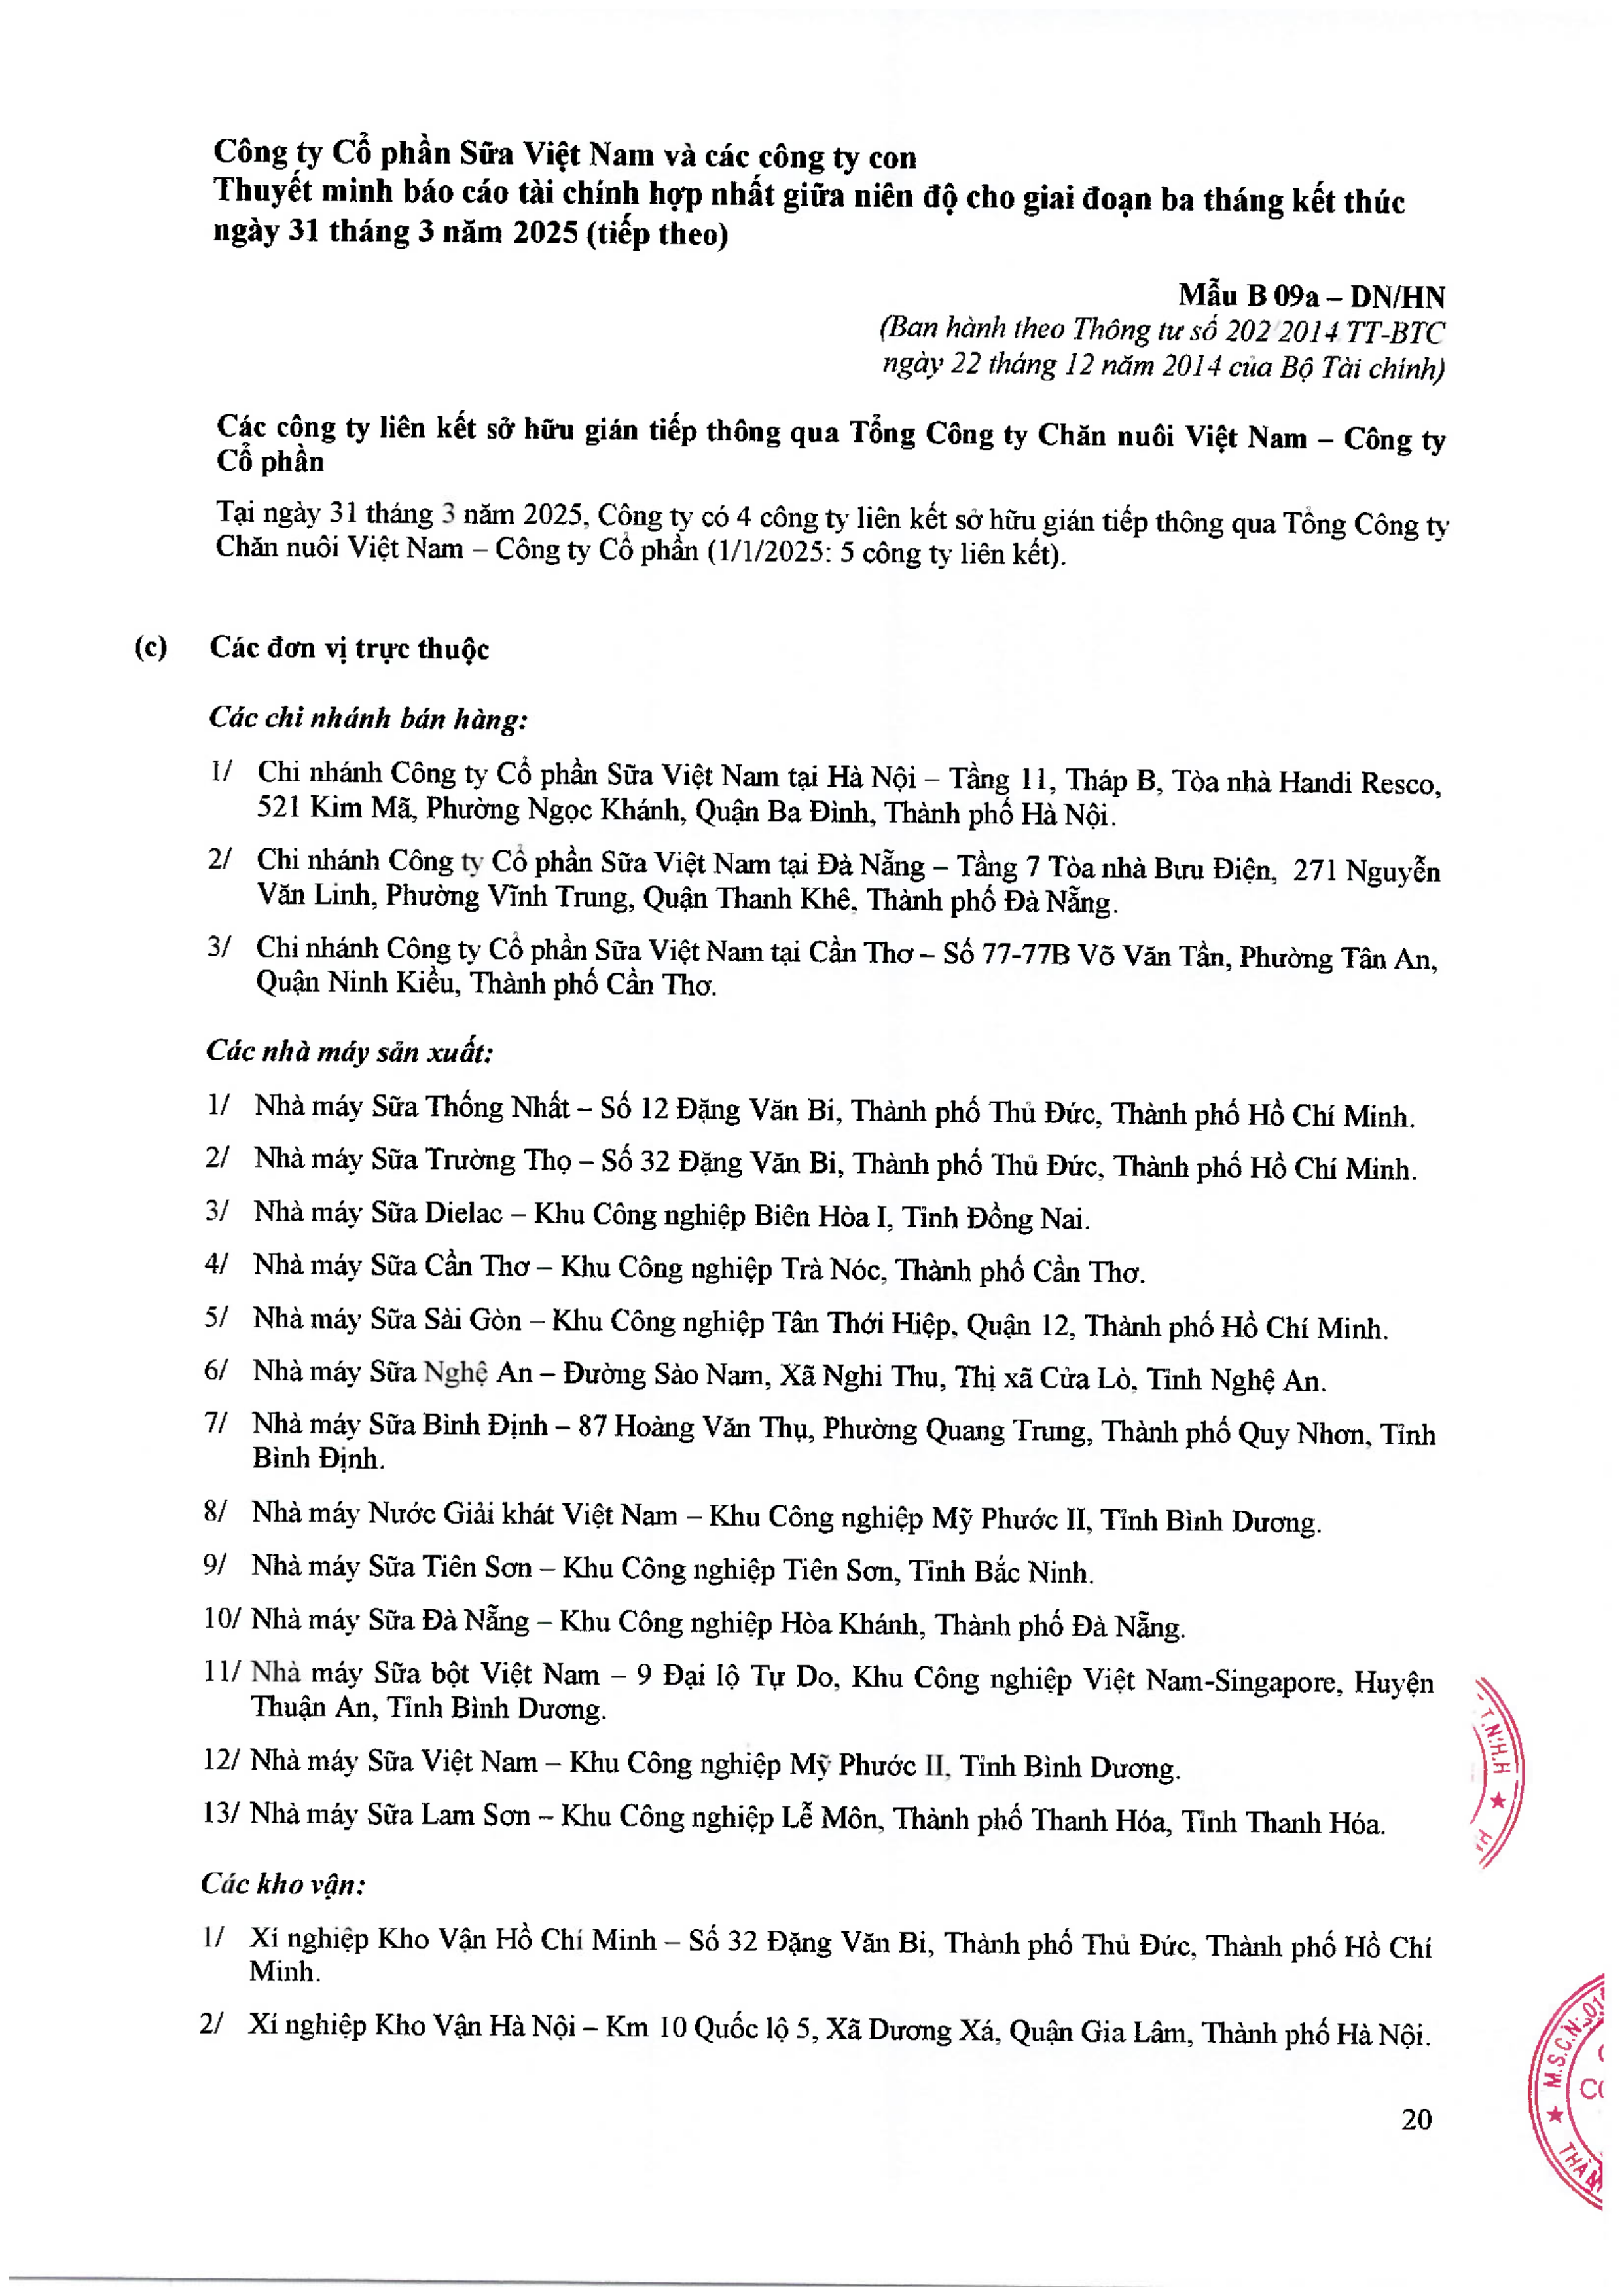 Công ty Cổ phần Sữa Việt Nam và các công ty con
Thuyết minh báo cáo tài chính hợp nhất giữa niên độ cho giai đoạn ba tháng kết thúc
ngày 31 tháng 3 năm 2025 (tiếp theo)
Mẫu B 09a – DN/HN
(Ban hành theo Thông tư số 202/2014/TT-BTC
ngày 22 tháng 12 năm 2014 của Bộ Tài chính)
Các công ty liên kết sở hữu gián tiếp thông qua Tổng Công ty Chăn nuôi Việt Nam – Công ty
Cổ phần
Tại ngày 31 tháng 3 năm 2025, Công ty có 4 công ty liên kết sở hữu gián tiếp thông qua Tổng Công ty
Chăn nuôi Việt Nam – Công ty Cổ phần (1/1/2025: 5 công ty liên kết).
(c) Các đơn vị trực thuộc
Các chi nhánh bán hàng:
1/ Chi nhánh Công ty Cổ phần Sữa Việt Nam tại Hà Nội – Tầng 11, Tháp B, Tòa nhà Handi Resco,
521 Kim Mã, Phường Ngọc Khánh, Quận Ba Đình, Thành phố Hà Nội.
2/ Chi nhánh Công ty Cổ phần Sữa Việt Nam tại Đà Nẵng – Tầng 7 Tòa nhà Bưu Điện, 271 Nguyễn
Văn Linh, Phường Vĩnh Trung, Quận Thanh Khê, Thành phố Đà Nẵng.
3/ Chi nhánh Công ty Cổ phần Sữa Việt Nam tại Cần Thơ – Số 77-77B Võ Văn Tần, Phường Tân An,
Quận Ninh Kiều, Thành phố Cần Thơ.
Các nhà máy sản xuất:
1/ Nhà máy Sữa Thống Nhất – Số 12 Đặng Văn Bi, Thành phố Thủ Đức, Thành phố Hồ Chí Minh.
2/ Nhà máy Sữa Trường Thọ – Số 32 Đặng Văn Bi, Thành phố Thủ Đức, Thành phố Hồ Chí Minh.
3/ Nhà máy Sữa Dielac – Khu Công nghiệp Biên Hòa I, Tỉnh Đồng Nai.
4/ Nhà máy Sữa Cần Thơ – Khu Công nghiệp Trà Nóc, Thành phố Cần Thơ.
5/ Nhà máy Sữa Sài Gòn – Khu Công nghiệp Tân Thới Hiệp, Quận 12, Thành phố Hồ Chí Minh.
6/ Nhà máy Sữa Nghệ An – Đường Sào Nam, Xã Nghi Thu, Thị xã Cửa Lò, Tỉnh Nghệ An.
7/ Nhà máy Sữa Bình Định – 87 Hoàng Văn Thụ, Phường Quang Trung, Thành phố Quy Nhơn, Tỉnh
Bình Định.
8/ Nhà máy Nước Giải khát Việt Nam – Khu Công nghiệp Mỹ Phước II, Tỉnh Bình Dương.
9/ Nhà máy Sữa Tiên Sơn – Khu Công nghiệp Tiên Sơn, Tỉnh Bắc Ninh.
10/ Nhà máy Sữa Đà Nẵng – Khu Công nghiệp Hòa Khánh, Thành phố Đà Nẵng.
11/ Nhà máy Sữa bột Việt Nam – 9 Đại lộ Tự Do, Khu Công nghiệp Việt Nam-Singapore, Huyện
Thuận An, Tỉnh Bình Dương.
12/ Nhà máy Sữa Việt Nam – Khu Công nghiệp Mỹ Phước II, Tỉnh Bình Dương.
13/ Nhà máy Sữa Lam Sơn – Khu Công nghiệp Lễ Môn, Thành phố Thanh Hóa, Tỉnh Thanh Hóa.
T.N.H.H
Các kho vận:
1/ Xí nghiệp Kho Vận Hồ Chí Minh – Số 32 Đặng Văn Bi, Thành phố Thủ Đức, Thành phố Hồ Chí
Minh.
2/ Xí nghiệp Kho Vận Hà Nội – Km 10 Quốc lộ 5, Xã Dương Xá, Quận Gia Lâm, Thành phố Hà Nội.
M.S.C.N:
20